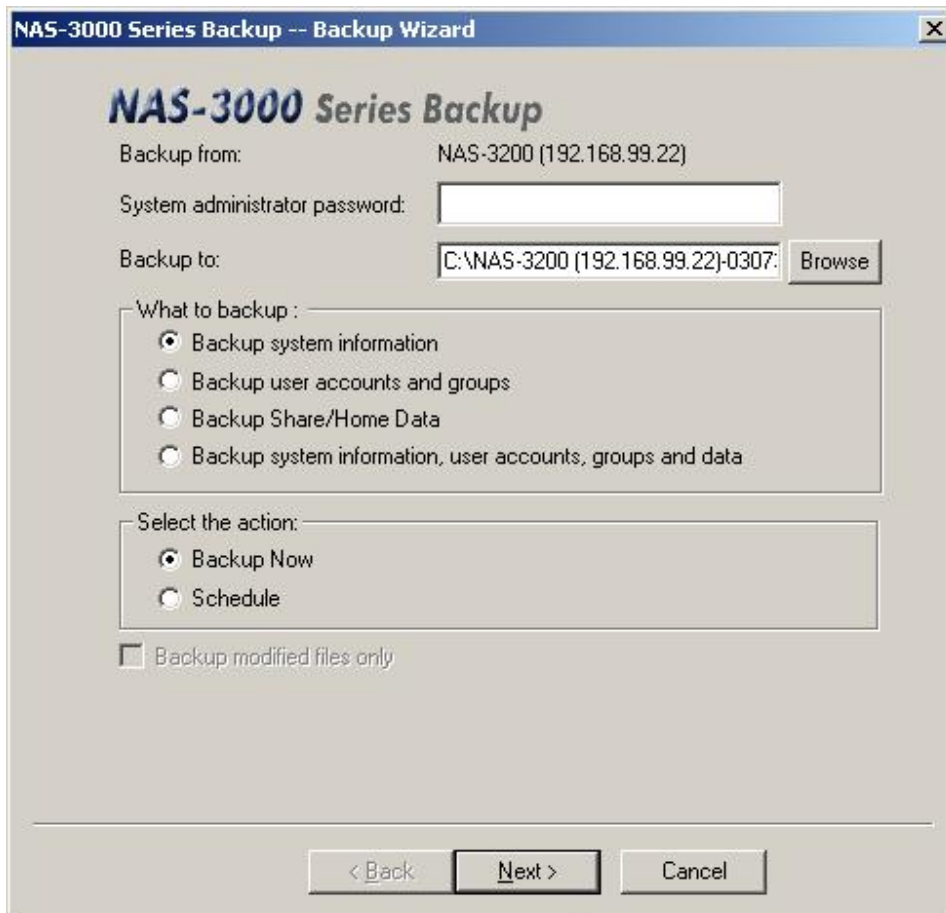 NAS-3000 Series Backup -- Backup Wizard
NAS-3000 Series Backup
Backup from: NAS-3200 (192.168.99.22)
System administrator password:
Backup to: C:\NAS-3200 (192.168.99.22)-0307: Browse
What to backup :
Backup system information
Backup user accounts and groups
Backup Share/Home Data
Backup system information, user accounts, groups and data
Select the action:
Backup Now
Schedule
Backup modified files only
< Back Next > Cancel